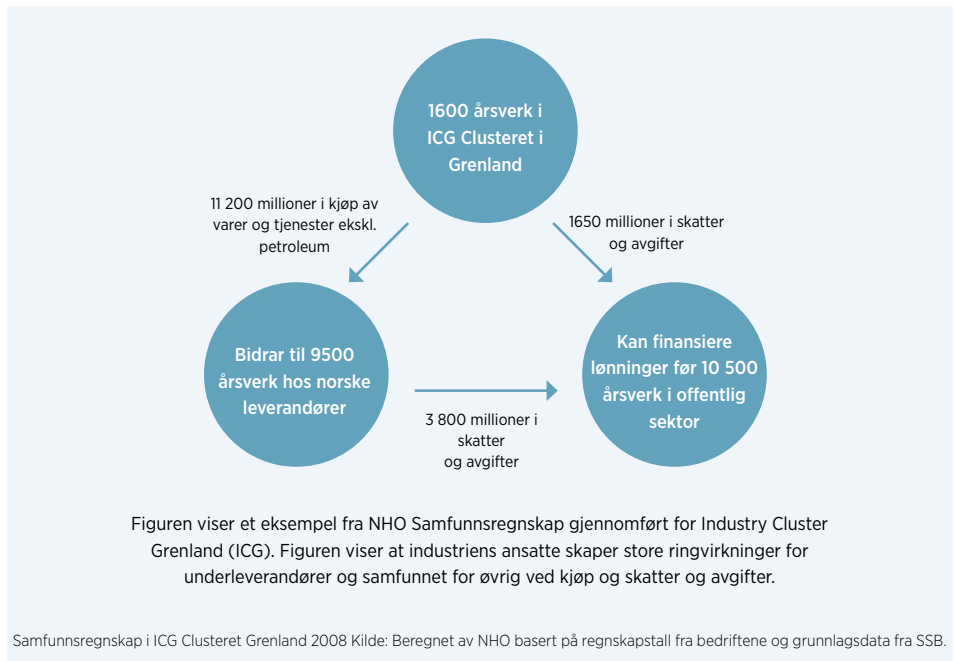 1600 årsverk i
ICG Clusteret i
Grenland
11 200 millioner i kjøp av
varer og tjenester ekskl.
petroleum
1650 millioner i skatter
og avgifter
Bidrar til 9500
årsverk hos norske
leverandører
3 800 millioner i
skatter
og avgifter
Kan finansiere
lønninger før 10 500
årsverk i offentlig
sektor
Figuren viser et eksempel fra NHO Samfunnsregnskap gjennomført for Industry Cluster
Grenland (ICG). Figuren viser at industriens ansatte skaper store ringvirkninger for
underleverandører og samfunnet for øvrig ved kjøp og skatter og avgifter.
Samfunnsregnskap i ICG Clusteret Grenland 2008 Kilde: Beregnet av NHO basert på regnskapstall fra bedriftene og grunnlagsdata fra SSB.